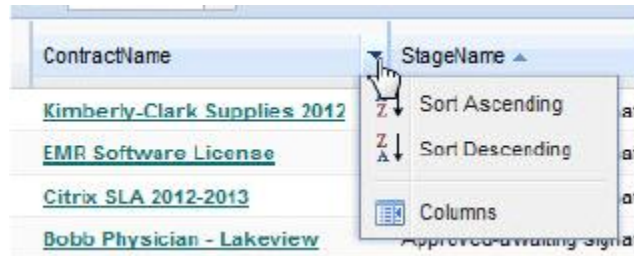 ContractName StageName
Kimberly-Clark Supplies 2012 Sort Ascending
EMR Software License Sort Descending
Citrix SLA 2012-2013
Columns
Bobb Physician - Lakeview